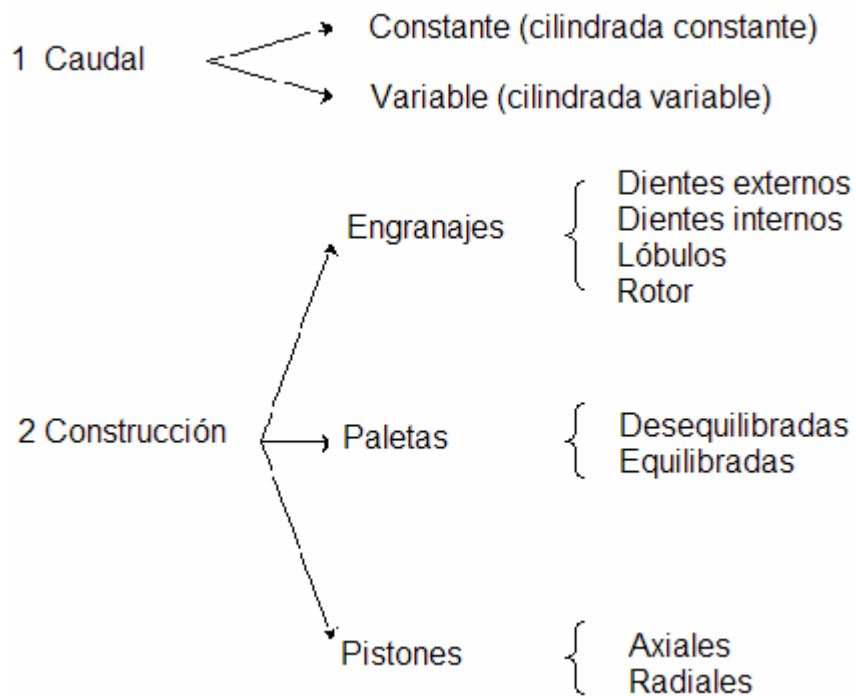 1 Caudal
Constante (cilindrada constante)
Variable (cilindrada variable)
2 Construcción
Engranajes
Dientes externos
Dientes internos
Lóbulos
Rotor
Paletas
Desequilibradas
Equilibradas
Pistones
Axiales
Radiales